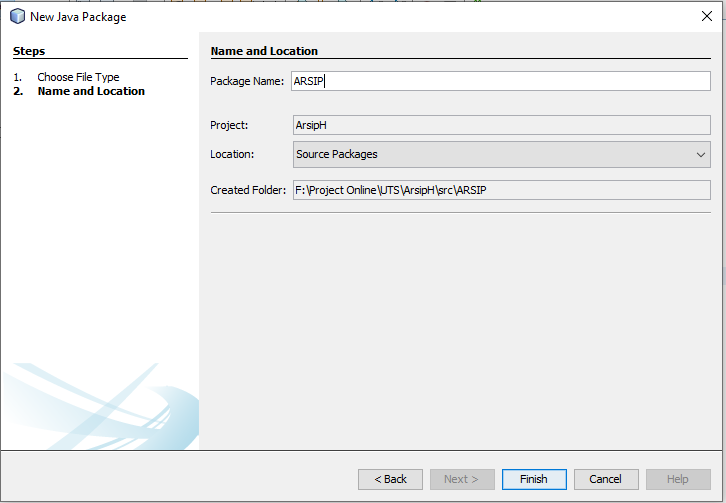 New Java Package
Steps
1. Choose File Type
2. Name and Location
Name and Location
Package Name: ARSIP
Project: ArsipH
Location: Source Packages
Created Folder: F:\Project Online\UTS\ArsipH\src\ARSIP
< Back Next > Finish Cancel Help